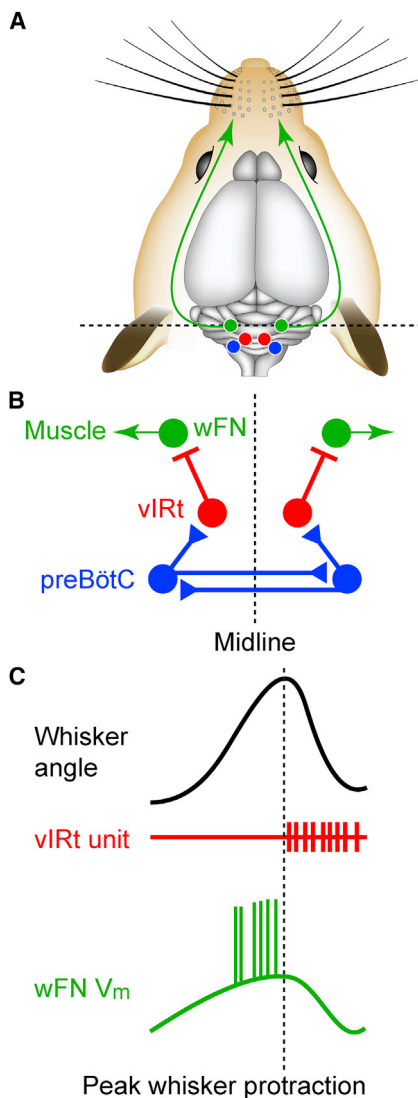 A
B
Muscle wFN
vIRt
preBötC
Midline
C
Whisker
angle
vIRt unit
wFN Vm
Peak whisker protraction